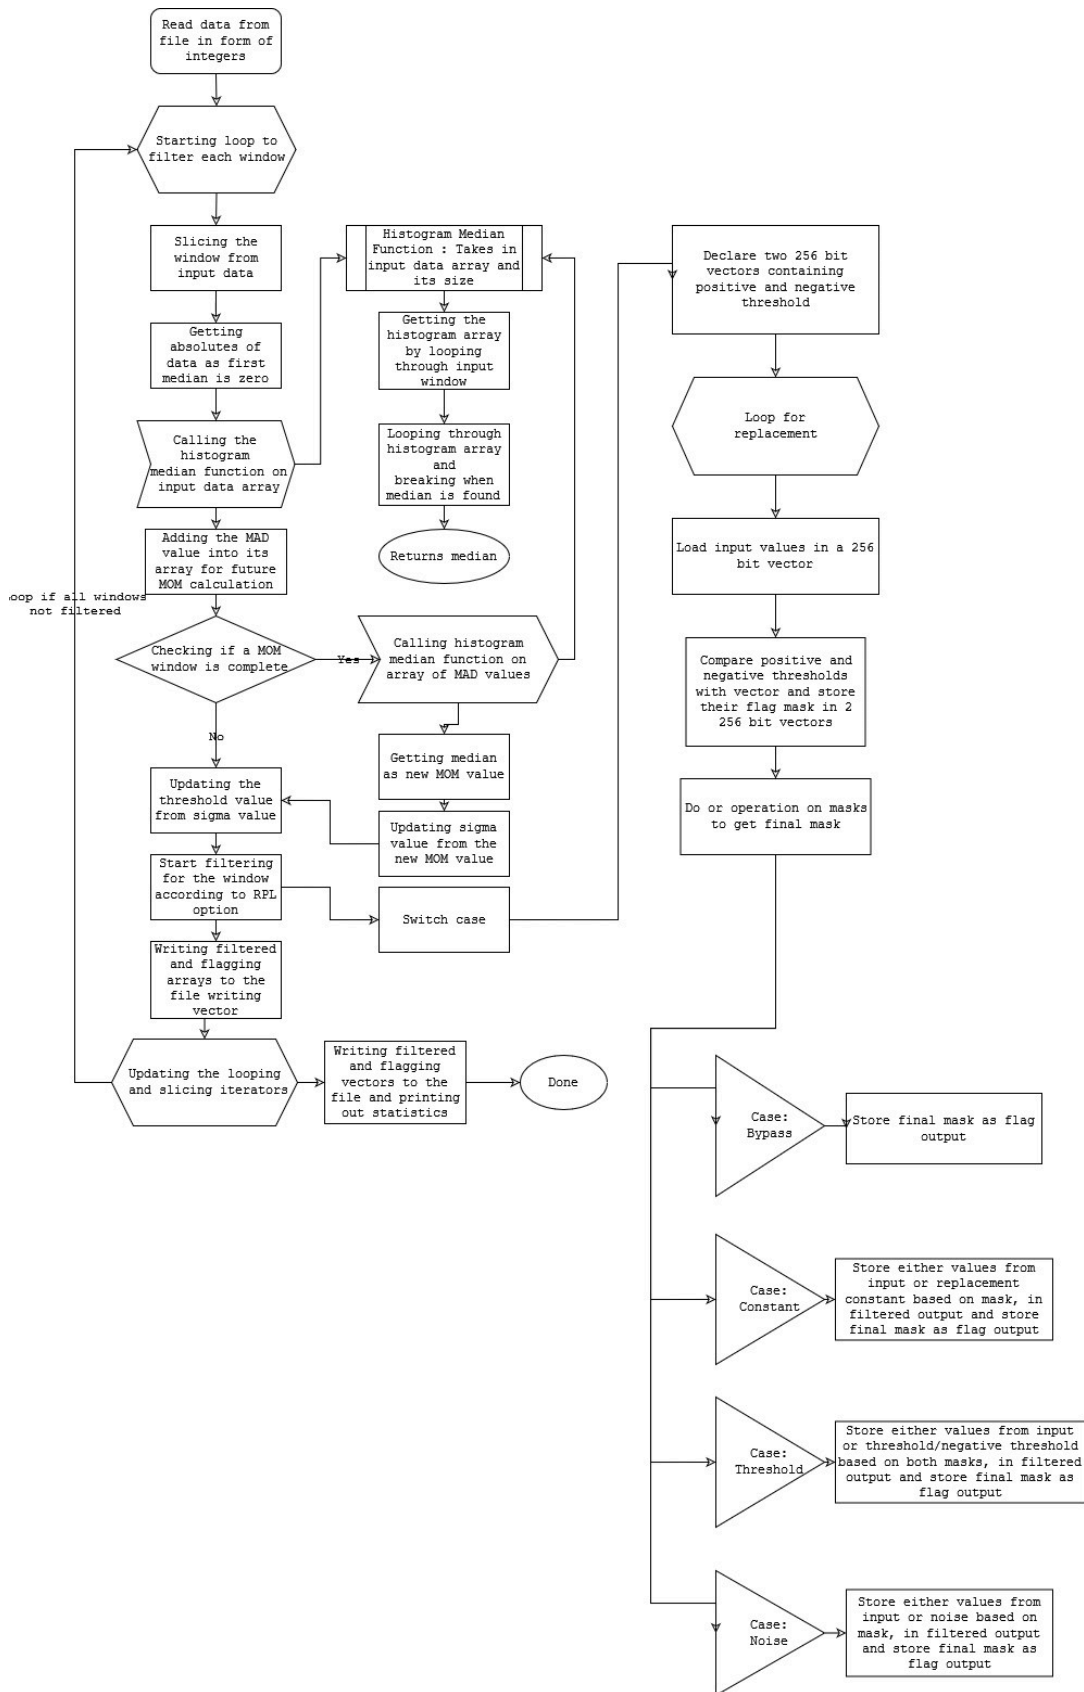 Read data from
file in form of
integers
Starting loop to
filter each window
Slicing the
window from
input data
Getting
absolutes of
data as first
median is zero
Calling the
histogram
median function on
input data array
Adding the MAD
value into its
array for future
MOM calculation
loop if all windows
not filtered
Checking if a MOM
window is complete
Yes
No
Updating the
threshold value
from sigma value
Start filtering
for the window
according to RPL
option
Writing filtered
and flagging
arrays to the
file writing
vector
Updating the looping
and slicing iterators
Writing filtered
and flagging
vectors to the
file and printing
out statistics
Done
Histogram Median
Function : Takes in
input data array and
its size
Getting the
histogram array
by looping
through input
window
Looping through
histogram array
and
breaking when
median is found
Returns median
Calling histogram
median function on
array of MAD values
Getting median
as new MOM value
Updating sigma
value from the
new MOM value
Switch case
Declare two 256 bit
vectors containing
positive and negative
threshold
Loop for
replacement
Load input values in a 256
bit vector
Compare positive and
negative thresholds
with vector and store
their flag mask in 2
256 bit vectors
Do or operation on masks
to get final mask
Case:
Bypass
Store final mask as flag
output
Case:
Constant
Store either values from
input or replacement
constant based on mask, in
filtered output and store
final mask as flag output
Case:
Threshold
Store either values from input
or threshold/negative threshold
based on both masks, in filtered
output and store final mask as
flag output
Case:
Noise
Store either values from
input or noise based on
mask, in filtered output
and store final mask as
flag output